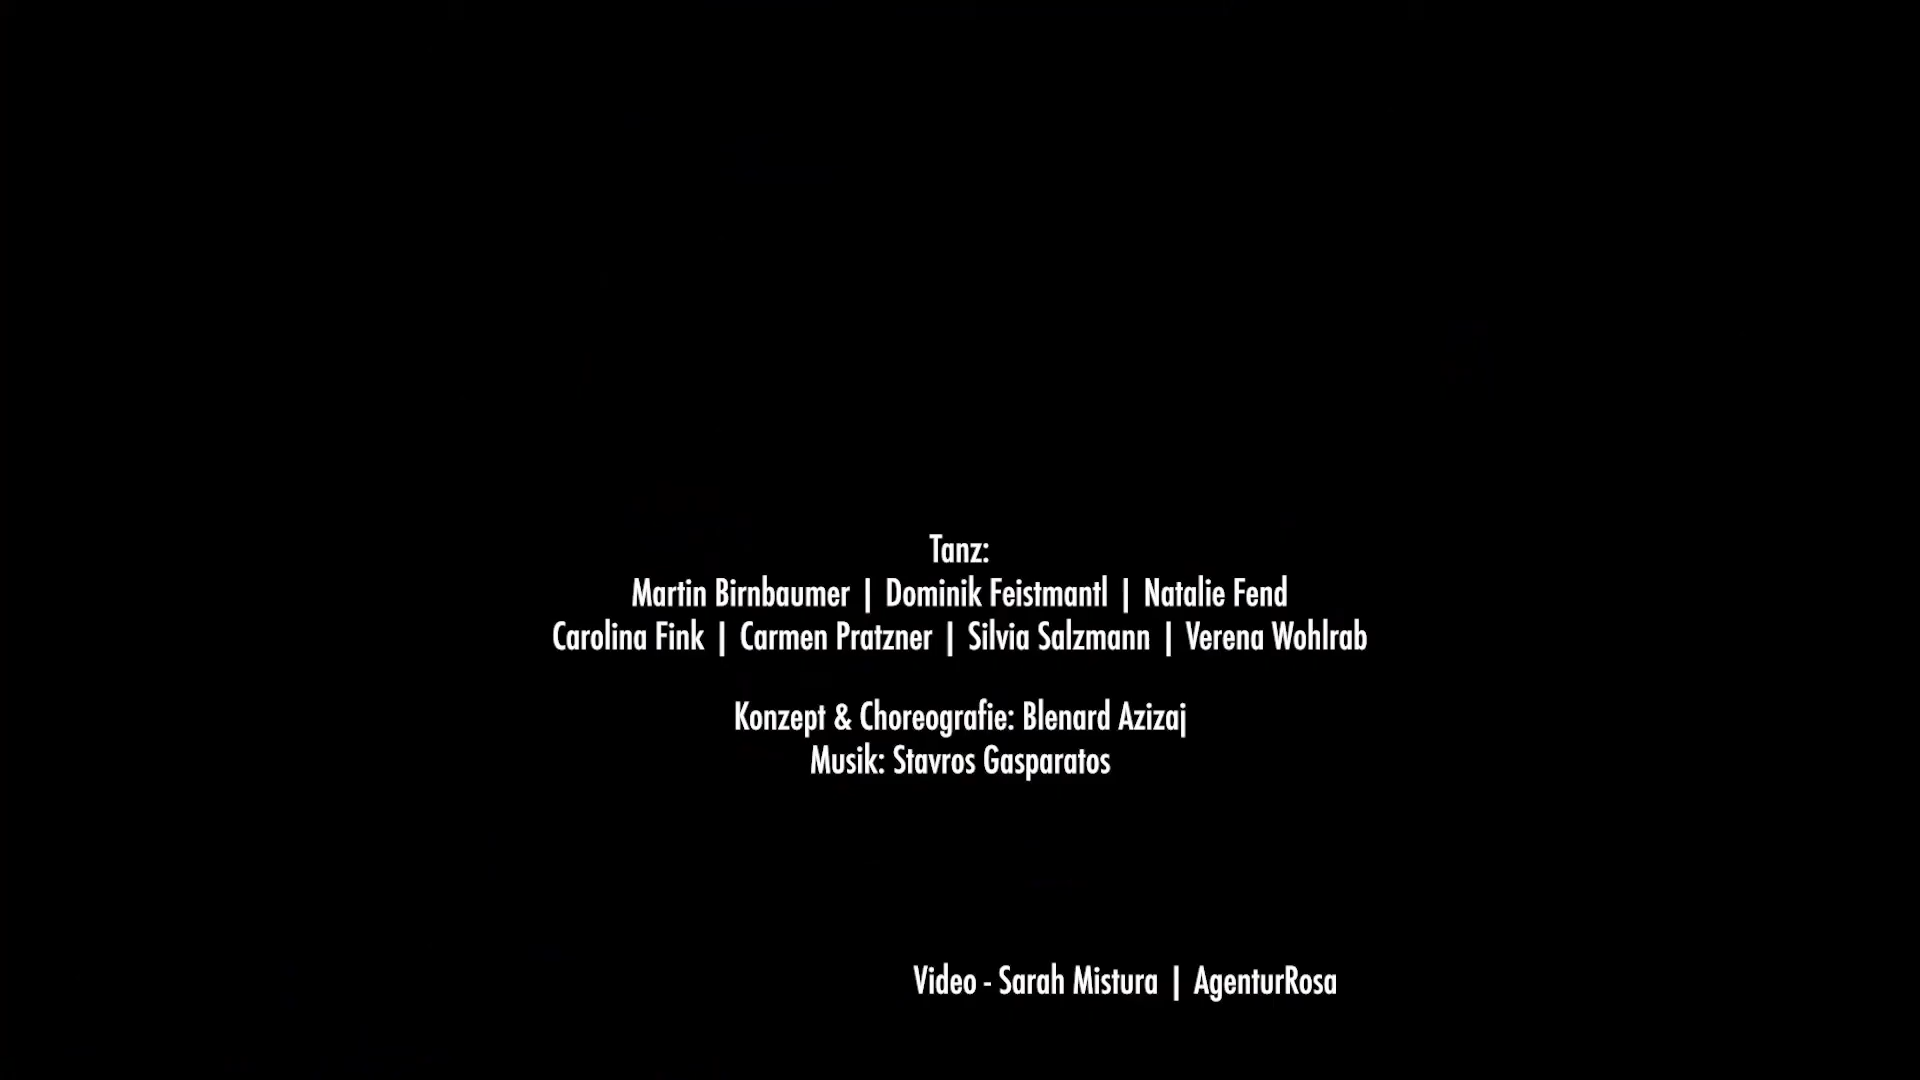 Tanz:
Martin Birnbaumer | Dominik Feistmantl | Natalie Fend
Carolina Fink | Carmen Pratzner | Silvia Salzmann | Verena Wohlrab
Konzept & Choreografie: Blenard Azizaj
Musik: Stavros Gasparatos
Video - Sarah Mistura | AgenturRosa